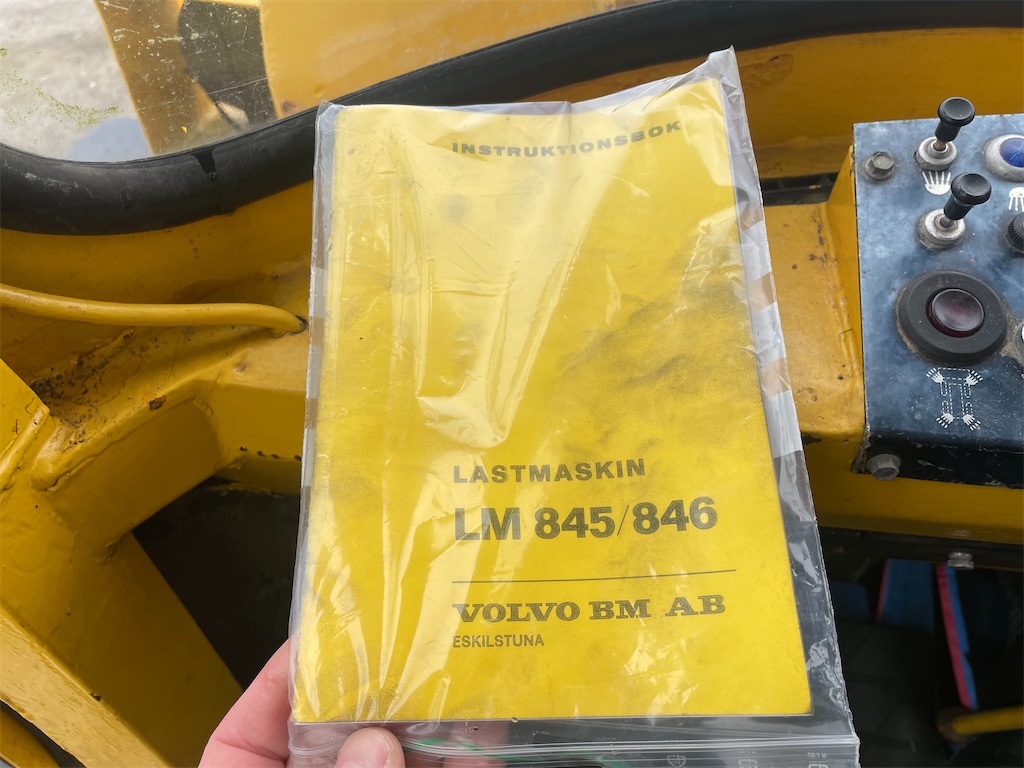 INSTRUKTIONSBOK
LASTMASKIN
LM 845/846
VOLVO BM AB
ESKILSTUNA